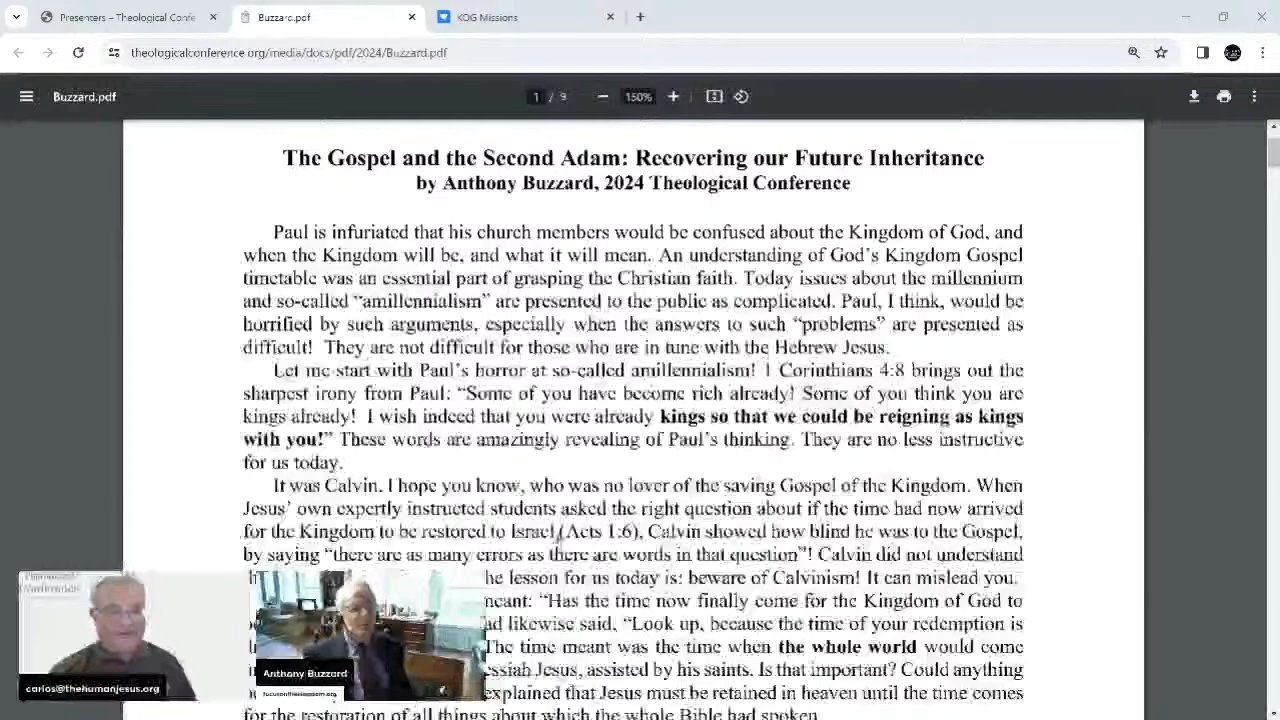 Presenters – Theological Confe
Buzzard.pdf
KOG Missions
theologicalconference.org/media/docs/pdf/2024/Buzzard.pdf
Buzzard.pdf
1 / 9
150%
The Gospel and the Second Adam: Recovering our Future Inheritance
by Anthony Buzzard, 2024 Theological Conference
Paul is infuriated that his church members would be confused about the Kingdom of God, and
when the Kingdom will be, and what it will mean. An understanding of God’s Kingdom Gospel
timetable was an essential part of grasping the Christian faith. Today issues about the millennium
and so-called “amillennialism” are presented to the public as complicated. Paul, I think, would be
horrified by such arguments, especially when the answers to such “problems” are presented as
difficult! They are not difficult for those who are in tune with the Hebrew Jesus.
Let me start with Paul’s horror at so-called amillennialism! 1 Corinthians 4:8 brings out the
sharpest irony from Paul: “Some of you have become rich already! Some of you think you are
kings already! I wish indeed that you were already kings so that we could be reigning as kings
with you!” These words are amazingly revealing of Paul’s thinking. They are no less instructive
for us today.
It was Calvin, I hope you know, who was no lover of the saving Gospel of the Kingdom. When
Jesus’ own expertly instructed students asked the right question about if the time had now arrived
for the Kingdom to be restored to Israel (Acts 1:6), Calvin showed how blind he was to the Gospel,
by saying “there are as many errors as there are words in that question”! Calvin did not understand
he lesson for us today is: beware of Calvinism! It can mislead you.
neant: “Has the time now finally come for the Kingdom of God to
ad likewise said, “Look up, because the time of your redemption is
The time meant was the time when the whole world would come
essiah Jesus, assisted by his saints. Is that important? Could anything
explained that Jesus must be retained in heaven until the time comes
for the restoration of all things about which the whole Bible had spoken.
Conference
carlos@thehumanjesus.org
Anthony Buzzard
focusonthekingdom.org